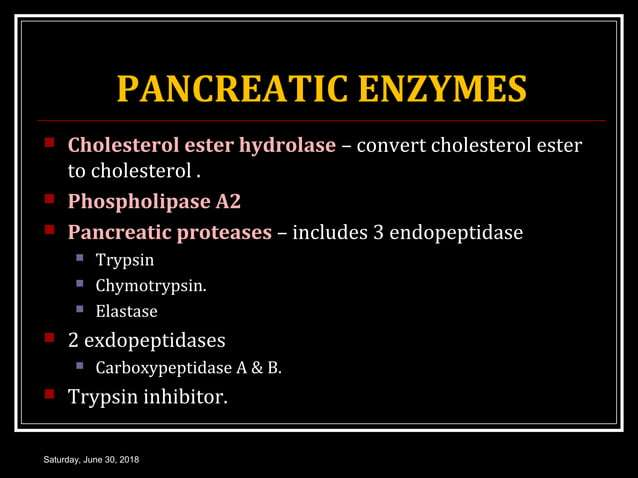 PANCREATIC ENZYMES
Cholesterol ester hydrolase – convert cholesterol ester
to cholesterol .
Phospholipase A2
Pancreatic proteases – includes 3 endopeptidase
Trypsin
Chymotrypsin.
Elastase
2 exdopeptidases
Carboxypeptidase A & B.
Trypsin inhibitor.
Saturday, June 30, 2018